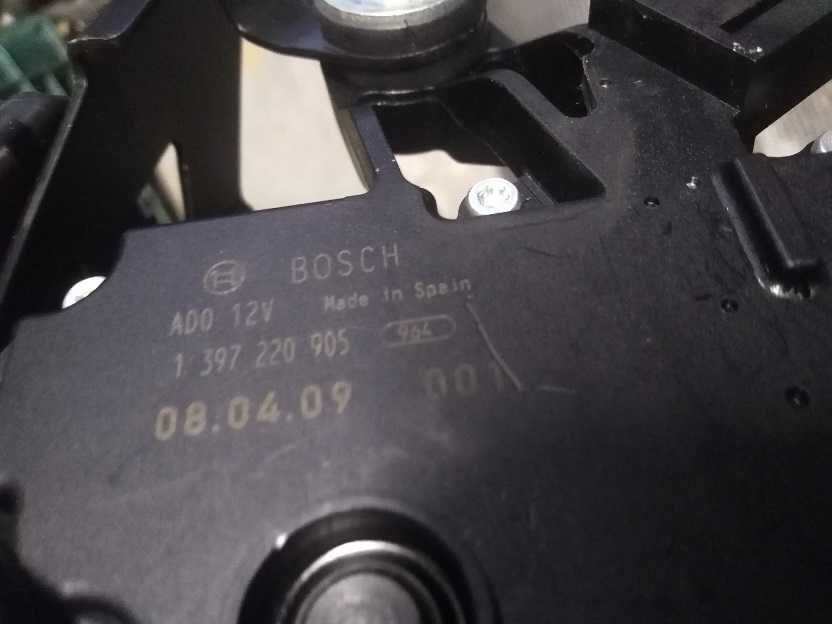 BOSCH
Made in Spain
ADO 12V
1 397 220 905 964
08.04.09 001